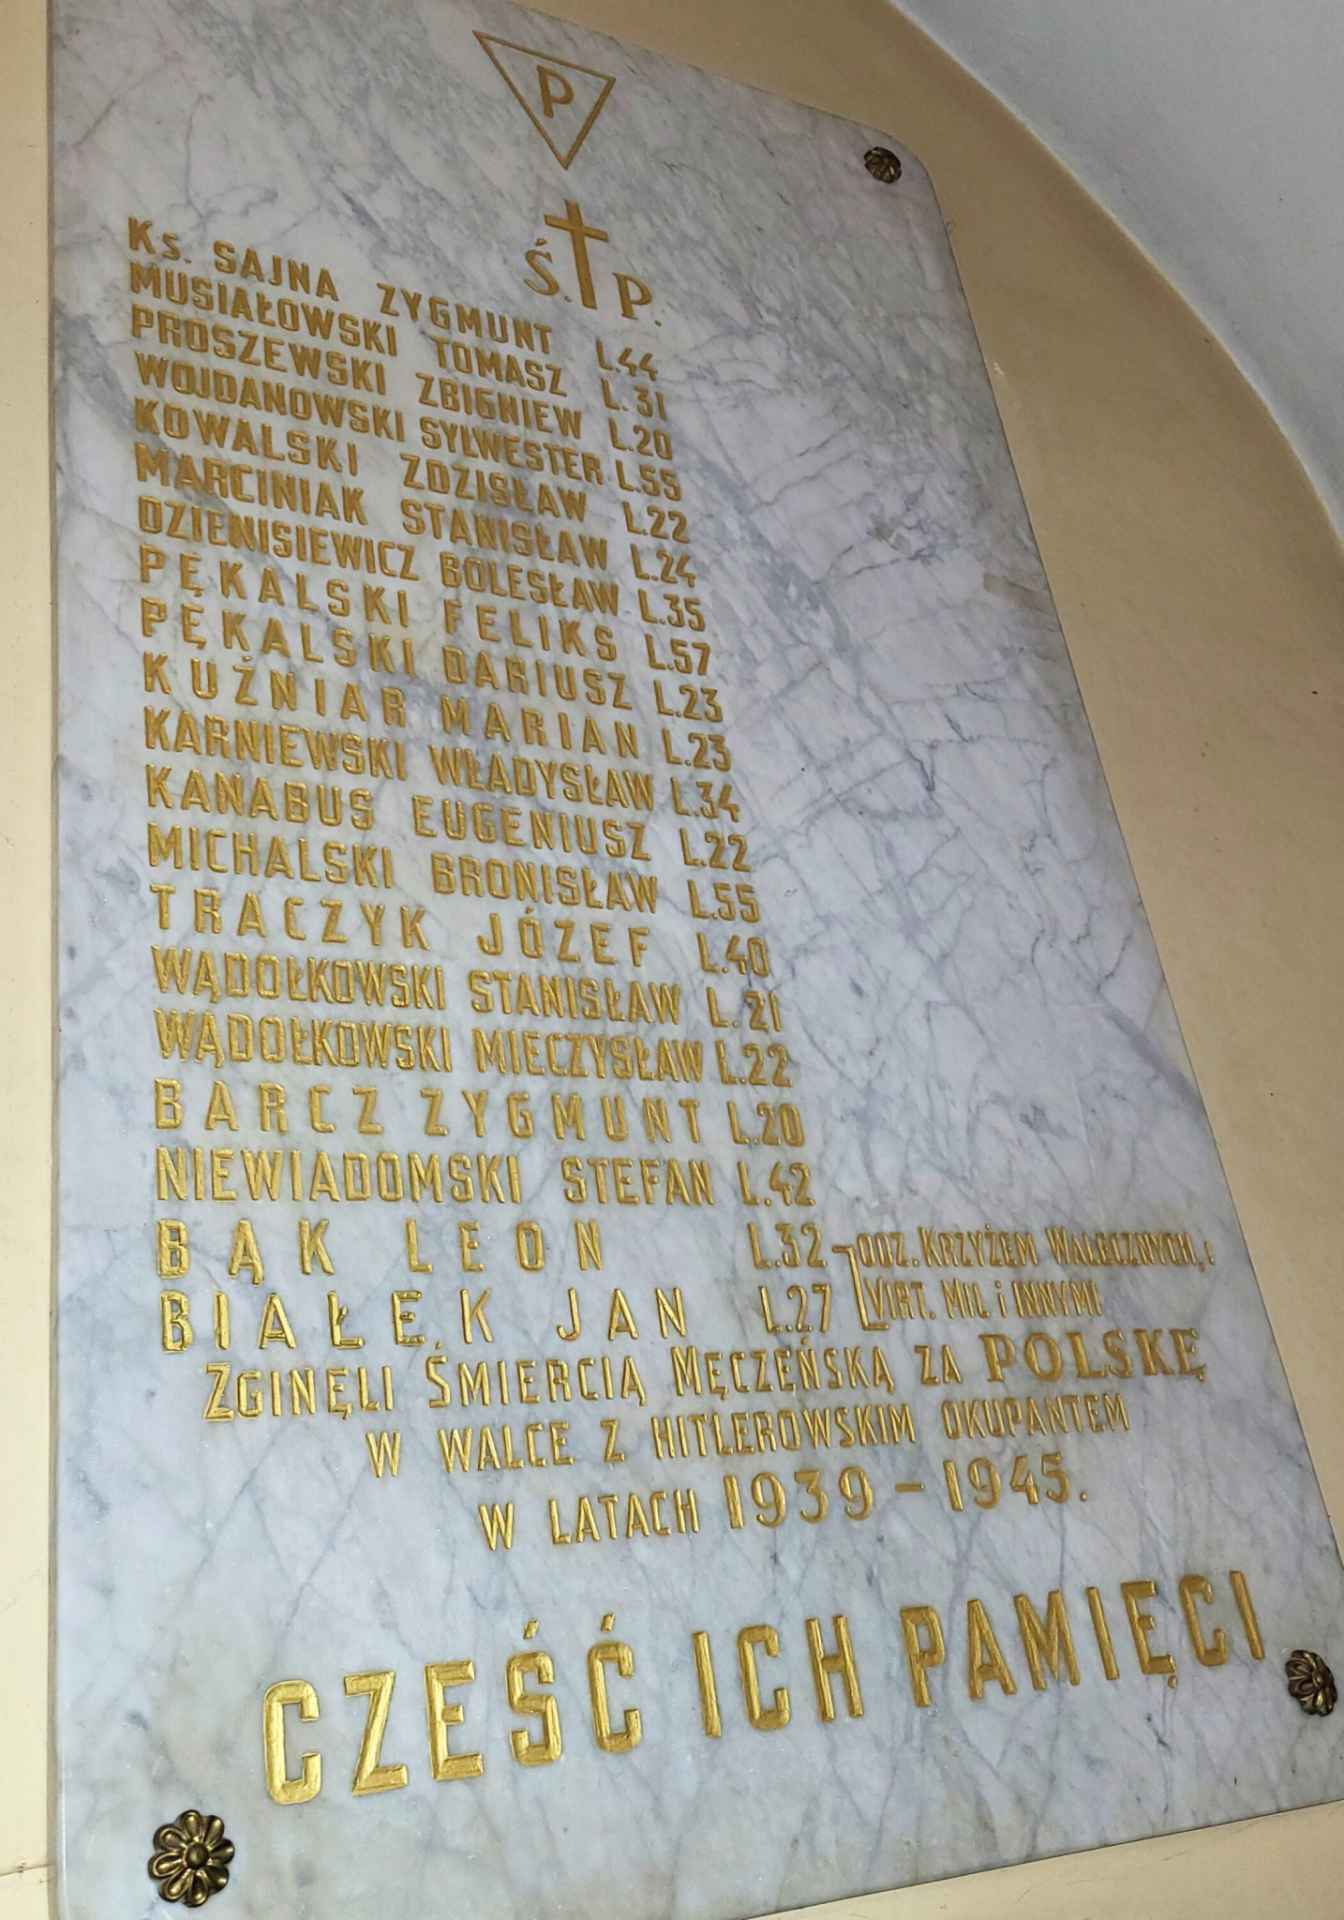 P
Ś. P.
Ks. SAJNA ZYGMUNT L.44
MUSIAŁOWSKI TOMASZ L.31
PROSZEWSKI ZBIGNIEW L.20
WOJDANOWSKI SYLWESTER L.55
KOWALSKI ZDZISŁAW L.22
MARCINIAK STANISŁAW L.24
DZIENISIEWICZ BOLESŁAW L.35
PĘKALSKI FELIKS L.57
PĘKALSKI DARIUSZ L.23
KUŹNIAR MARIAN L.23
KARNIEWSKI WŁADYSŁAW L.34
KANABUS EUGENIUSZ L.22
MICHALSKI BRONISŁAW L.55
TRACZYK JÓZEF L.40
WĄDOŁKOWSKI STANISŁAW L.21
WĄDOŁKOWSKI MIECZYSŁAW L.22
BARCZ ZYGMUNT L.20
NIEWIADOMSKI STEFAN L.42
BĄK LEON L.32 ODZ. KRZYŻEM WALECZNYCH, i
BIAŁEK JAN L.27 VIRT. MIL i INNYMI.
ZGINĘLI ŚMIERCIĄ MĘCZEŃSKĄ ZA POLSKĘ
W WALCE Z HITLEROWSKIM OKUPANTEM
W LATACH 1939 - 1945.
CZEŚĆ ICH PAMIĘCI